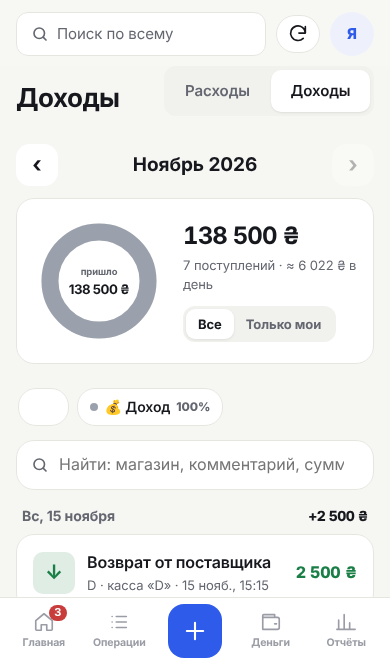 Поиск по всему
Я
Доходы
Расходы
Доходы
Ноябрь 2026
пришло
138 500 ₴
138 500 ₴
7 поступлений · ≈ 6 022 ₴ в
день
Все
Только мои
💰 Доход 100%
Найти: магазин, комментарий, сумм
Вс, 15 ноября
+2 500 ₴
Возврат от поставщика
D · касса «D» · 15 нояб., 15:15
2 500 ₴
3
Главная
Операции
Деньги
Отчёты